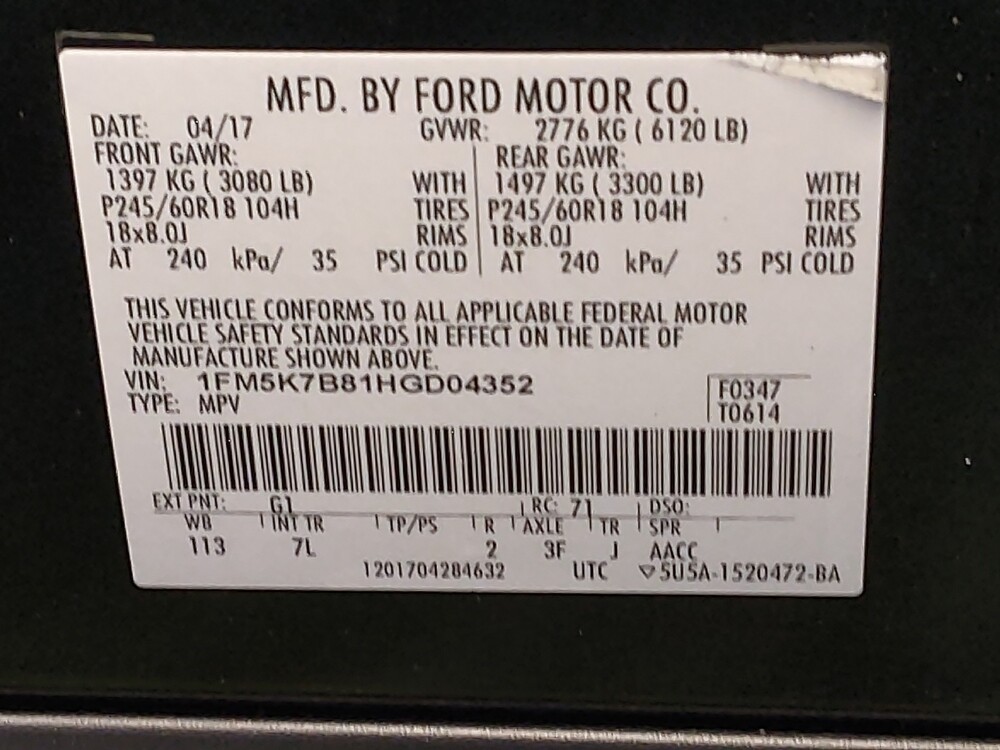 MFD. BY FORD MOTOR CO.
DATE: 04/17 GVWR: 2776 KG ( 6120 LB)
FRONT GAWR: REAR GAWR:
1397 KG ( 3080 LB) WITH 1497 KG ( 3300 LB) WITH
P245/60R18 104H TIRES P245/60R18 104H TIRES
18x8.0J RIMS 18x8.0J RIMS
AT 240 kPa/ 35 PSI COLD AT 240 kPa/ 35 PSI COLD
THIS VEHICLE CONFORMS TO ALL APPLICABLE FEDERAL MOTOR
VEHICLE SAFETY STANDARDS IN EFFECT ON THE DATE OF
MANUFACTURE SHOWN ABOVE.
VIN: 1FM5K7B81HGD04352 F0347
TYPE: MPV T0614
EXT PNT: G1 RC: 71 DSO:
WB INT TR TP/PS R AXLE TR SPR
113 7L 2 3F J AACC
1201704284632 UTC ▽5U5A-1520472-BA